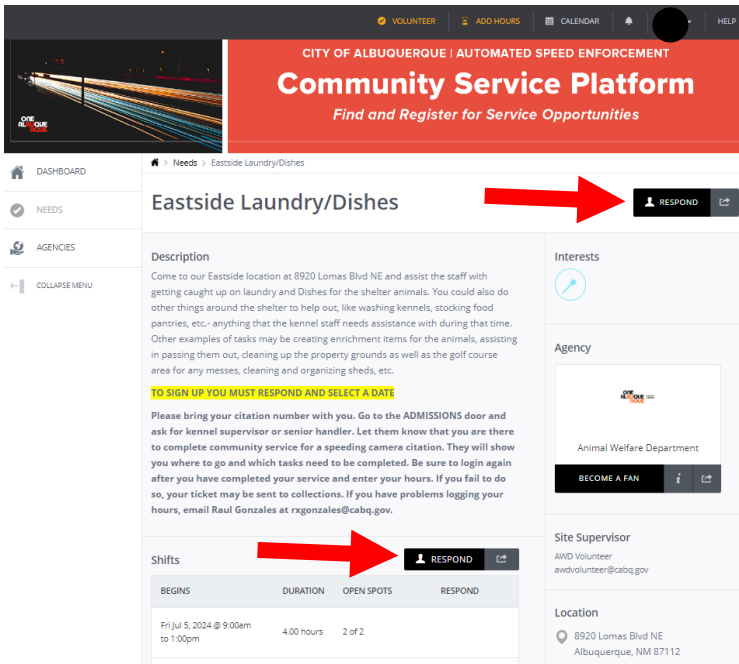 VOLUNTEER ADD HOURS CALENDAR HELP
CITY OF ALBUQUERQUE | AUTOMATED SPEED ENFORCEMENT
Community Service Platform
Find and Register for Service Opportunities
ONE
ALBUQUE
RQUE
DASHBOARD
NEEDS
AGENCIES
COLLAPSE MENU
> Needs > Eastside Laundry/Dishes
Eastside Laundry/Dishes
RESPOND
Description
Come to our Eastside location at 8920 Lomas Blvd NE and assist the staff with
getting caught up on laundry and Dishes for the shelter animals. You could also do
other things around the shelter to help out, like washing kennels, stocking food
pantries, etc.- anything that the kennel staff needs assistance with during that time.
Other examples of tasks may be creating enrichment items for the animals, assisting
in passing them out, cleaning up the property grounds as well as the golf course
area for any messes, cleaning and organizing sheds, etc.
TO SIGN UP YOU MUST RESPOND AND SELECT A DATE
Please bring your citation number with you. Go to the ADMISSIONS door and
ask for kennel supervisor or senior handler. Let them know that you are there
to complete community service for a speeding camera citation. They will show
you where to go and which tasks need to be completed. Be sure to login again
after you have completed your service and enter your hours. If you fail to do
so, your ticket may be sent to collections. If you have problems logging your
hours, email Raul Gonzales at rxgonzales@cabq.gov.
Shifts
RESPOND
BEGINS DURATION OPEN SPOTS RESPOND
Fri Jul 5, 2024 @ 9:00am
to 1:00pm
4.00 hours 2 of 2
Interests
Agency
ONE
ALBUQUE
RQUE
Animal Welfare Department
BECOME A FAN i
Site Supervisor
AWD Volunteer
awdvolunteer@cabq.gov
Location
8920 Lomas Blvd NE
Albuquerque, NM 87112